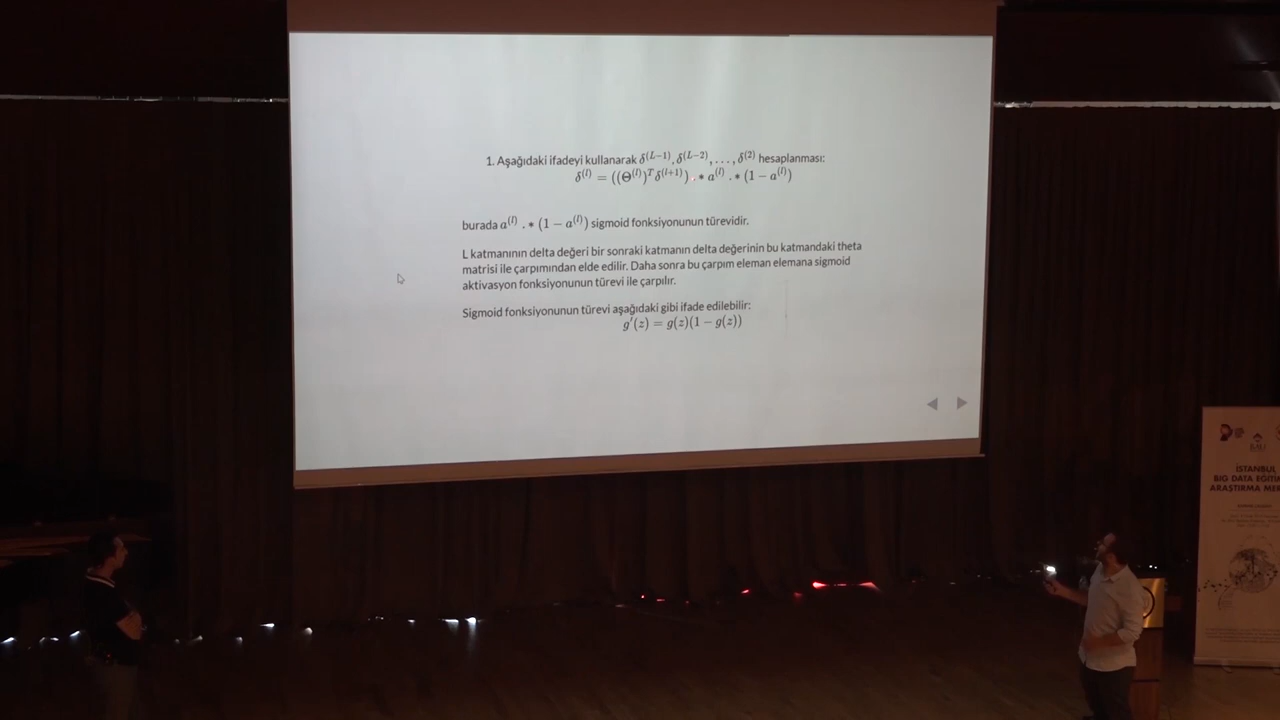 1. Aşağıdaki ifadeyi kullanarak δ^(L−1), δ^(L−2), . . . , δ^(2) hesaplanması:
δ^(l) = ((Θ^(l))^T δ^(l+1)) . ∗ a^(l) . ∗ (1 − a^(l))
burada a^(l) . ∗ (1 − a^(l)) sigmoid fonksiyonunun türevidir.
L katmanının delta değeri bir sonraki katmanın delta değerinin bu katmandaki theta
matrisi ile çarpımından elde edilir. Daha sonra bu çarpım eleman elemana sigmoid
aktivasyon fonksiyonunun türevi ile çarpılır.
Sigmoid fonksiyonunun türevi aşağıdaki gibi ifade edilebilir:
g′(z) = g(z)(1 − g(z))
BAU
İSTANBUL
BIG DATA EĞİTİ
ARAŞTIRMA MER